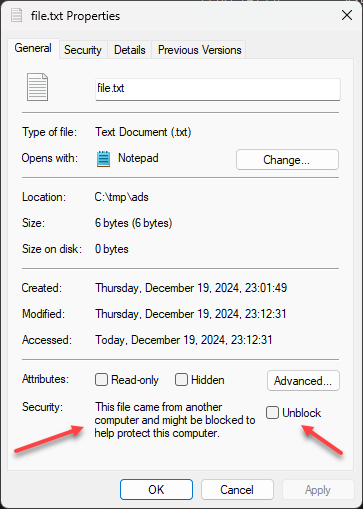 file.txt Properties
General Security Details Previous Versions
file.txt
Type of file: Text Document (.txt)
Opens with: Notepad Change...
Location: C:\tmp\ads
Size: 6 bytes (6 bytes)
Size on disk: 0 bytes
Created: Thursday, December 19, 2024, 23:01:49
Modified: Thursday, December 19, 2024, 23:12:31
Accessed: Today, December 19, 2024, 23:12:31
Attributes: Read-only Hidden Advanced...
Security: This file came from another
computer and might be blocked to
help protect this computer.
Unblock
OK Cancel Apply